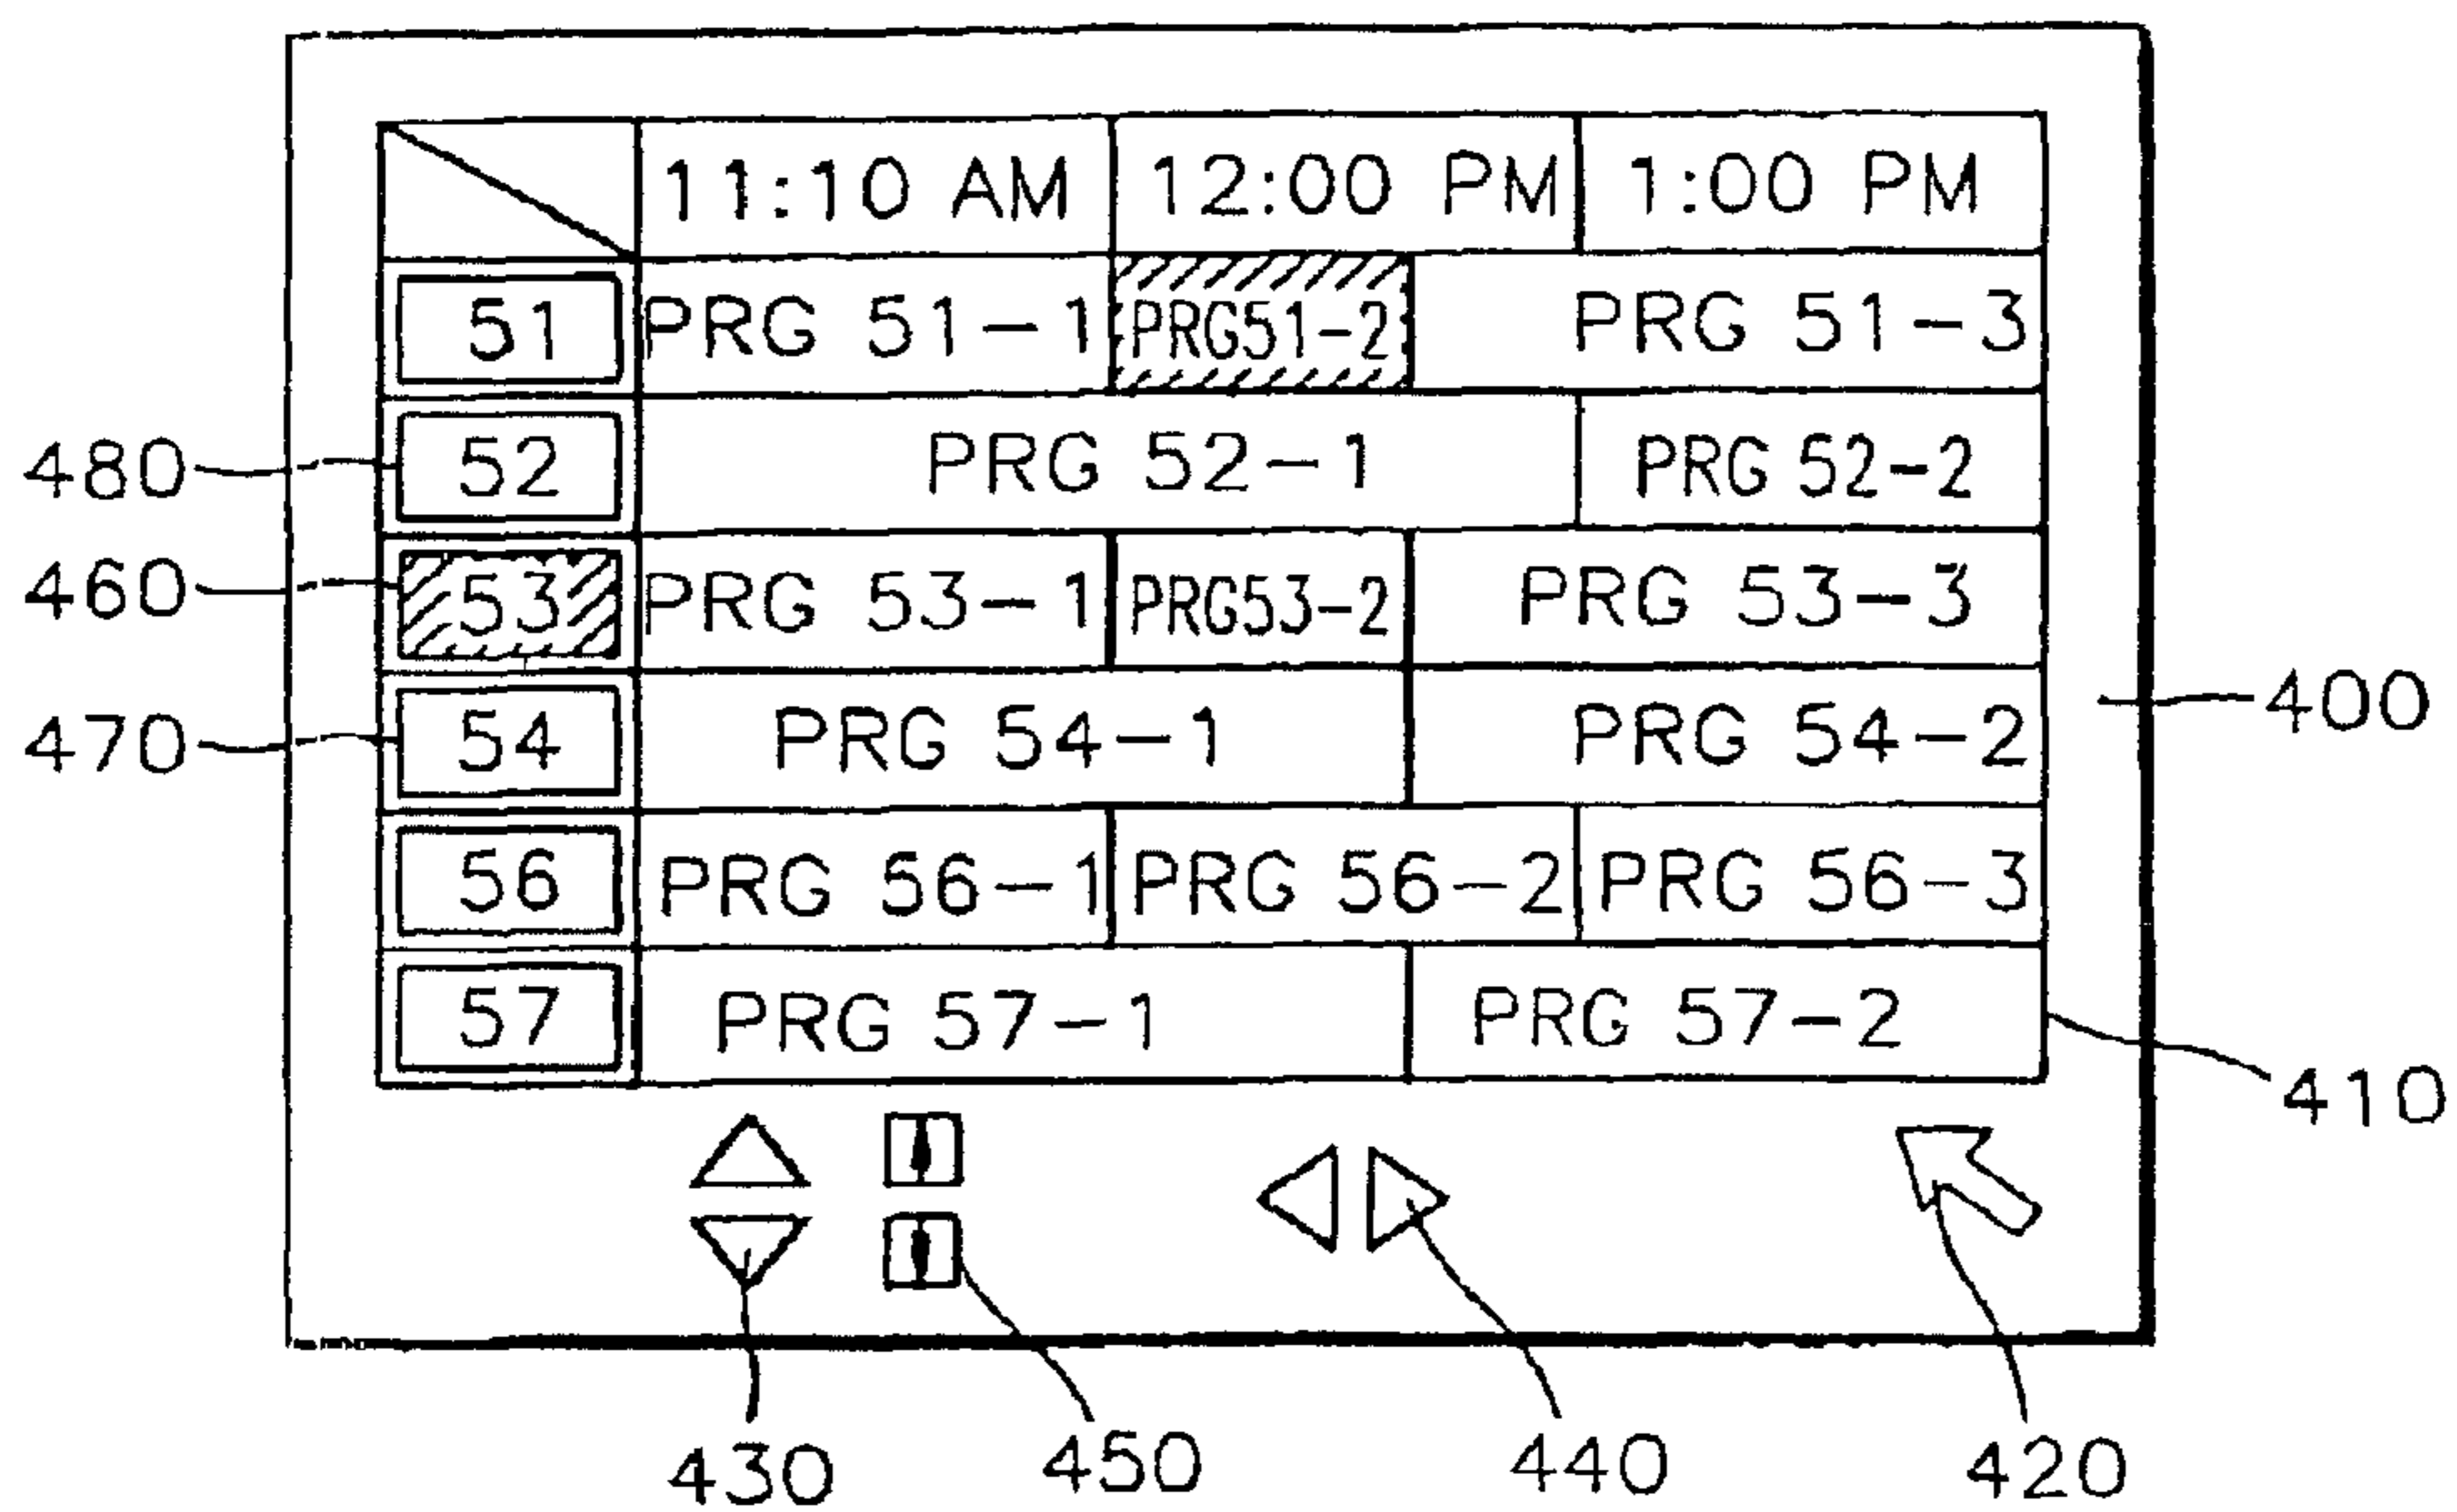 11:10 AM 12:00 PM 1:00 PM
51 PRG 51-1 PRG51-2 PRG 51-3
480 52 PRG 52-1 PRG 52-2
460 53 PRG 53-1 PRG53-2 PRG 53-3
400
470 54 PRG 54-1 PRG 54-2
56 PRG 56-1 PRG 56-2 PRG 56-3
57 PRG 57-1 PRG 57-2
410
430 450 440 420